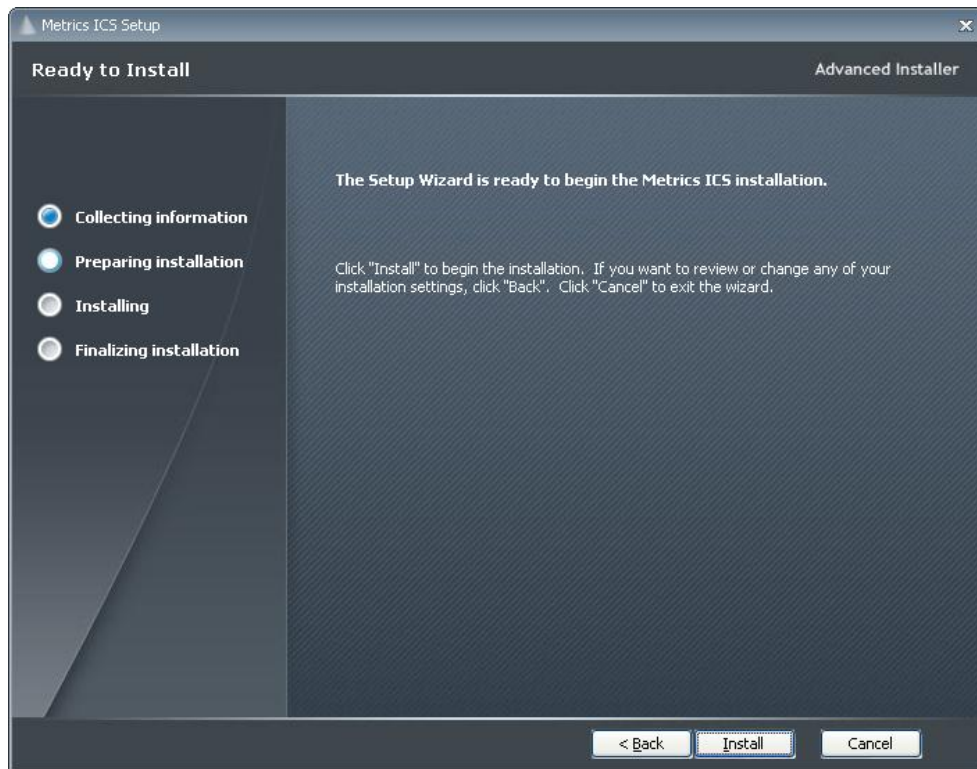 Metrics ICS Setup
Ready to Install
Advanced Installer
Collecting information
Preparing installation
Installing
Finalizing installation
The Setup Wizard is ready to begin the Metrics ICS installation.
Click "Install" to begin the installation. If you want to review or change any of your
installation settings, click "Back". Click "Cancel" to exit the wizard.
< Back
Install
Cancel